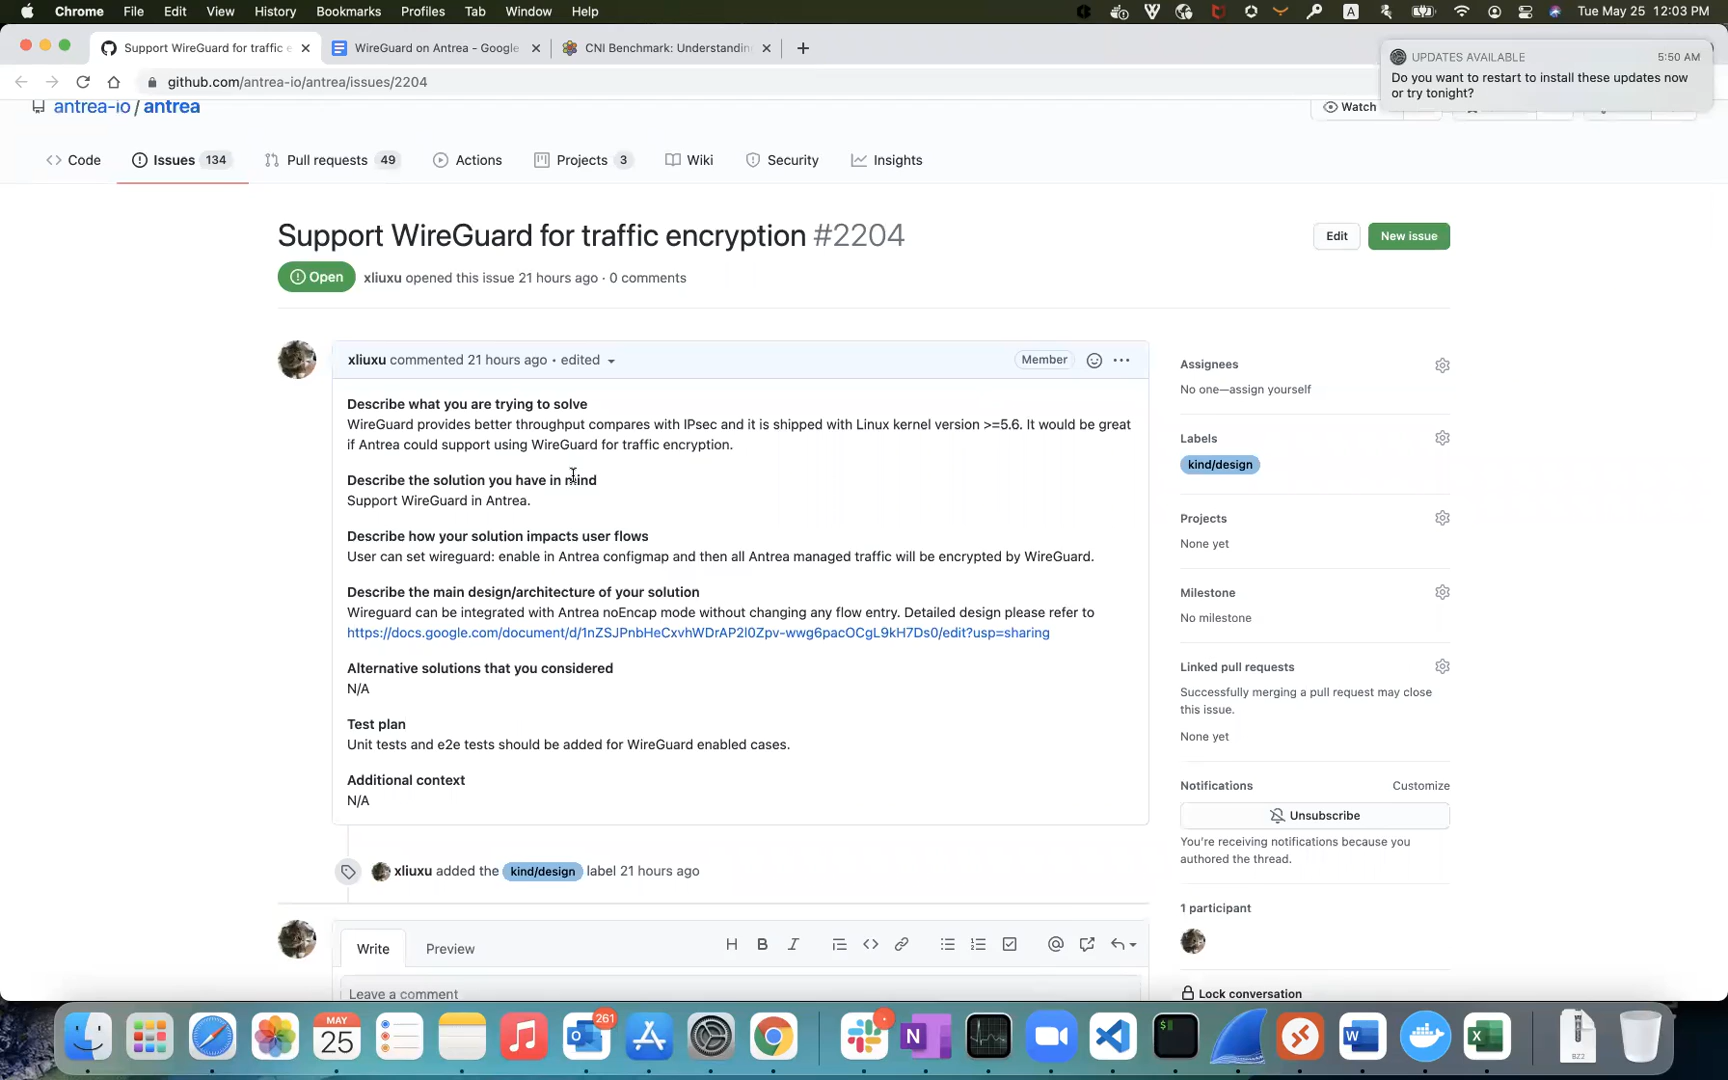 Chrome File Edit View History Bookmarks Profiles Tab Window Help Tue May 25 12:03 PM
Support WireGuard for traffic e WireGuard on Antrea - Google CNI Benchmark: Understandin
UPDATES AVAILABLE 5:50 AM
Do you want to restart to install these updates now
or try tonight?
github.com/antrea-io/antrea/issues/2204
antrea-io / antrea
Watch
Code Issues 134 Pull requests 49 Actions Projects 3 Wiki Security Insights
Support WireGuard for traffic encryption #2204
Edit New issue
Open xliuxu opened this issue 21 hours ago · 0 comments
xliuxu commented 21 hours ago • edited
Member
Describe what you are trying to solve
WireGuard provides better throughput compares with IPsec and it is shipped with Linux kernel version >=5.6. It would be great
if Antrea could support using WireGuard for traffic encryption.
Describe the solution you have in mind
Support WireGuard in Antrea.
Describe how your solution impacts user flows
User can set wireguard: enable in Antrea configmap and then all Antrea managed traffic will be encrypted by WireGuard.
Describe the main design/architecture of your solution
Wireguard can be integrated with Antrea noEncap mode without changing any flow entry. Detailed design please refer to
https://docs.google.com/document/d/1nZSJPnbHeCxvhWDrAP2l0Zpv-wwg6pacOCgL9kH7Ds0/edit?usp=sharing
Alternative solutions that you considered
N/A
Test plan
Unit tests and e2e tests should be added for WireGuard enabled cases.
Additional context
N/A
xliuxu added the kind/design label 21 hours ago
Write Preview
Leave a comment
Assignees
No one—assign yourself
Labels
kind/design
Projects
None yet
Milestone
No milestone
Linked pull requests
Successfully merging a pull request may close
this issue.
None yet
Notifications Customize
Unsubscribe
You're receiving notifications because you
authored the thread.
1 participant
Lock conversation
MAY
25
261
BZ2